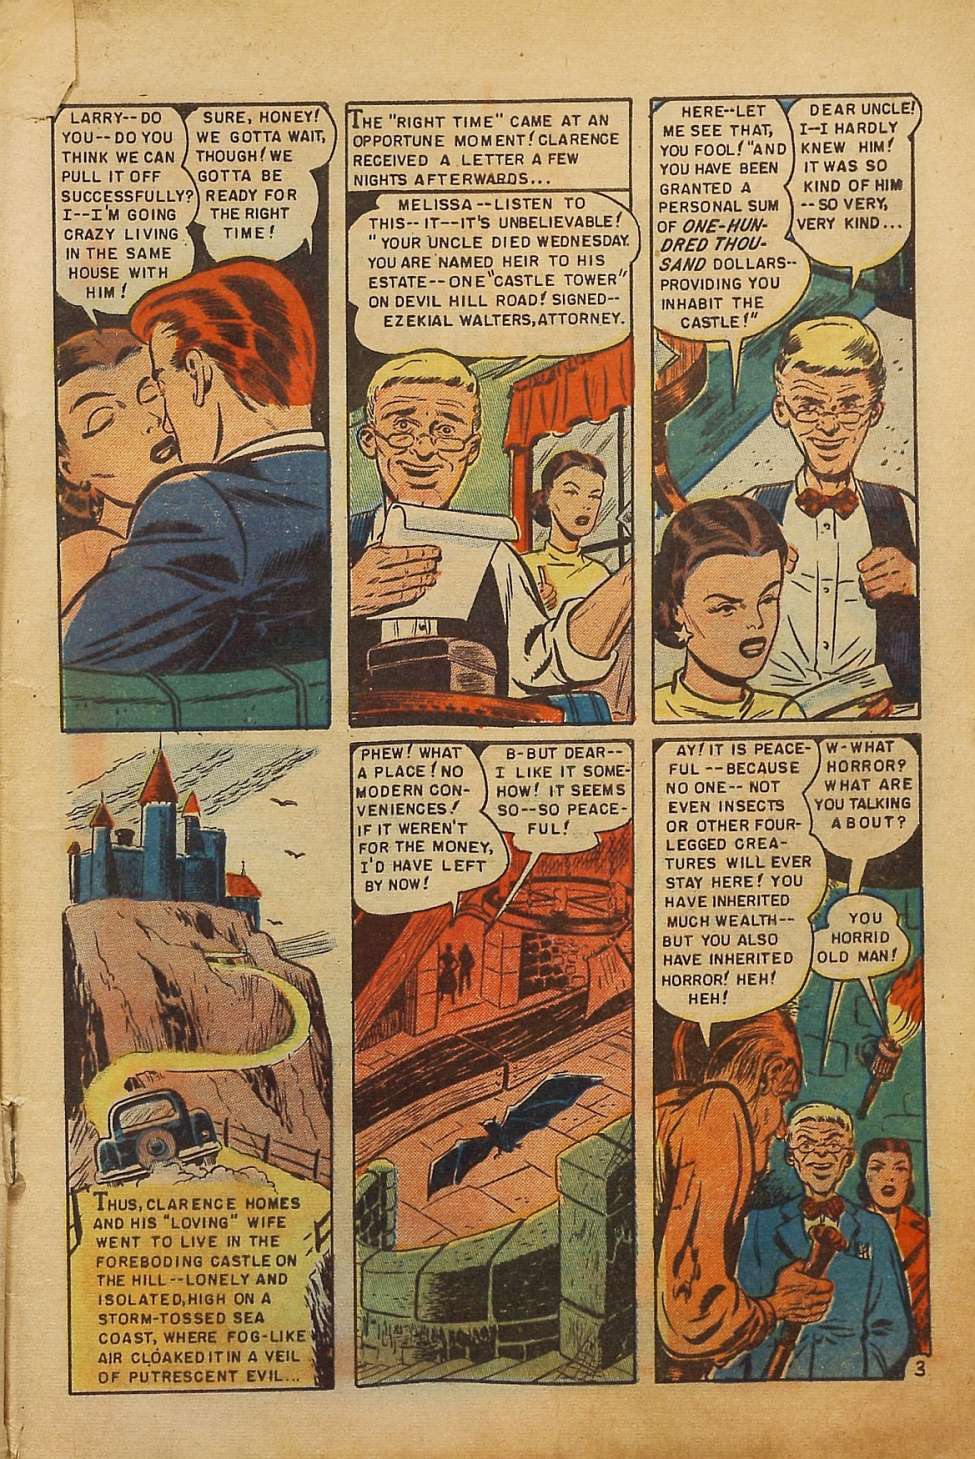 LARRY--DO
YOU--DO YOU
THINK WE CAN
PULL IT OFF
SUCCESSFULLY?
I--I'M GOING
CRAZY LIVING
IN THE SAME
HOUSE WITH
HIM!
SURE, HONEY!
WE GOTTA WAIT,
THOUGH! WE
GOTTA BE
READY FOR
THE RIGHT
TIME!
THE "RIGHT TIME" CAME AT AN
OPPORTUNE MOMENT! CLARENCE
RECEIVED A LETTER A FEW
NIGHTS AFTERWARDS...
MELISSA--LISTEN TO
THIS--IT--IT'S UNBELIEVABLE!
"YOUR UNCLE DIED WEDNESDAY.
YOU ARE NAMED HEIR TO HIS
ESTATE--ONE "CASTLE TOWER"
ON DEVIL HILL ROAD! SIGNED--
EZEKIAL WALTERS, ATTORNEY.
HERE--LET
ME SEE THAT,
YOU FOOL! "AND
YOU HAVE BEEN
GRANTED A
PERSONAL SUM
OF ONE-HUN-
DRED THOU-
SAND DOLLARS--
PROVIDING YOU
INHABIT THE
CASTLE!"
DEAR UNCLE!
I--I HARDLY
KNEW HIM!
IT WAS SO
KIND OF HIM
--SO VERY,
VERY KIND...
THUS, CLARENCE HOMES
AND HIS "LOVING" WIFE
WENT TO LIVE IN THE
FOREBODING CASTLE ON
THE HILL--LONELY AND
ISOLATED, HIGH ON A
STORM-TOSSED SEA
COAST, WHERE FOG-LIKE
AIR CLOAKED IT IN A VEIL
OF PUTRESCENT EVIL...
PHEW! WHAT
A PLACE! NO
MODERN CON-
VENIENCES!
IF IT WEREN'T
FOR THE MONEY,
I'D HAVE LEFT
BY NOW!
B-BUT DEAR--
I LIKE IT SOME-
HOW! IT SEEMS
SO--SO PEACE-
FUL!
AY! IT IS PEACE-
FUL--BECAUSE
NO ONE--NOT
EVEN INSECTS
OR OTHER FOUR-
LEGGED CREA-
TURES WILL EVER
STAY HERE! YOU
HAVE INHERITED
MUCH WEALTH--
BUT YOU ALSO
HAVE INHERITED
HORROR! HEH!
HEH!
W-WHAT
HORROR?
WHAT ARE
YOU TALKING
ABOUT?
YOU
HORRID
OLD MAN!
3